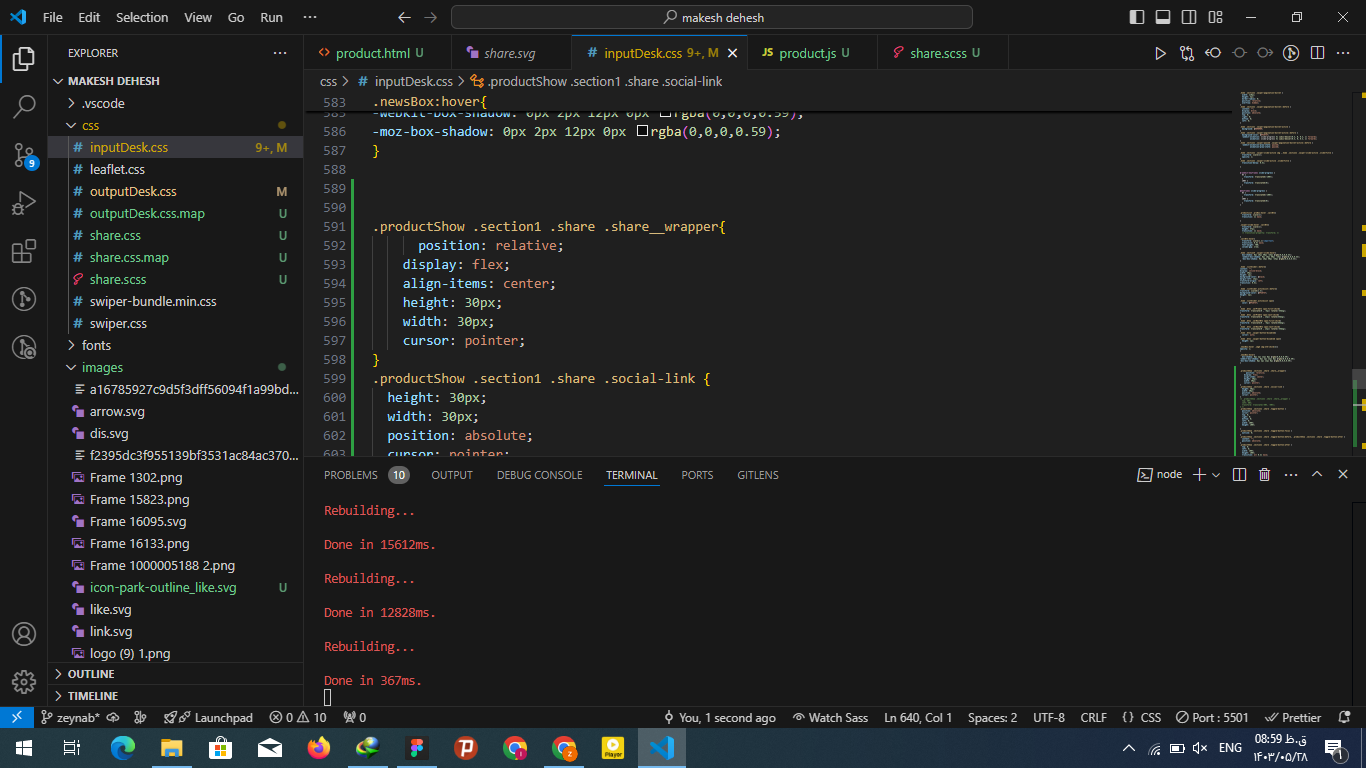 File Edit Selection View Go Run ··· makesh dehesh
EXPLORER ···
MAKESH DEHESH
.vscode
css
inputDesk.css 9+, M
leaflet.css
outputDesk.css M
outputDesk.css.map U
share.css U
share.css.map U
share.scss U
swiper-bundle.min.css
swiper.css
fonts
images
a16785927c9d5f3dff56094f1a99bd...
arrow.svg
dis.svg
f2395dc3f955139bf3531ac84ac370...
Frame 1302.png
Frame 15823.png
Frame 16095.svg
Frame 16133.png
Frame 1000005188 2.png
icon-park-outline_like.svg U
like.svg
link.svg
logo (9) 1.png
OUTLINE
TIMELINE
product.html U share.svg inputDesk.css 9+, M product.js U share.scss U
css > inputDesk.css > .productShow .section1 .share .social-link
583 .newsBox:hover{
585 -webkit-box-shadow: 0px 2px 12px 0px rgba(0,0,0,0.59);
586 -moz-box-shadow: 0px 2px 12px 0px rgba(0,0,0,0.59);
587 }
588
589
590
591 .productShow .section1 .share .share__wrapper{
592 position: relative;
593 display: flex;
594 align-items: center;
595 height: 30px;
596 width: 30px;
597 cursor: pointer;
598 }
599 .productShow .section1 .share .social-link {
600 height: 30px;
601 width: 30px;
602 position: absolute;
603 cursor: pointer;
PROBLEMS 10 OUTPUT DEBUG CONSOLE TERMINAL PORTS GITLENS node
Rebuilding...
Done in 15612ms.
Rebuilding...
Done in 12828ms.
Rebuilding...
Done in 367ms.
9
zeynab* Launchpad 0 10 0 You, 1 second ago Watch Sass Ln 640, Col 1 Spaces: 2 UTF-8 CRLF {} CSS Port : 5501 Prettier
ENG
08:59 ق.ظ
۱۴۰۳/۰۵/۲۸
1